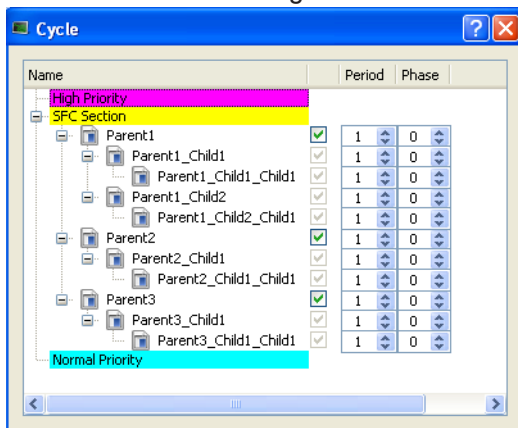 Cycle
Name Period Phase
High Priority
SFC Section
Parent1 1 0
Parent1_Child1 1 0
Parent1_Child1_Child1 1 0
Parent1_Child2 1 0
Parent1_Child2_Child1 1 0
Parent2 1 0
Parent2_Child1 1 0
Parent2_Child1_Child1 1 0
Parent3 1 0
Parent3_Child1 1 0
Parent3_Child1_Child1 1 0
Normal Priority